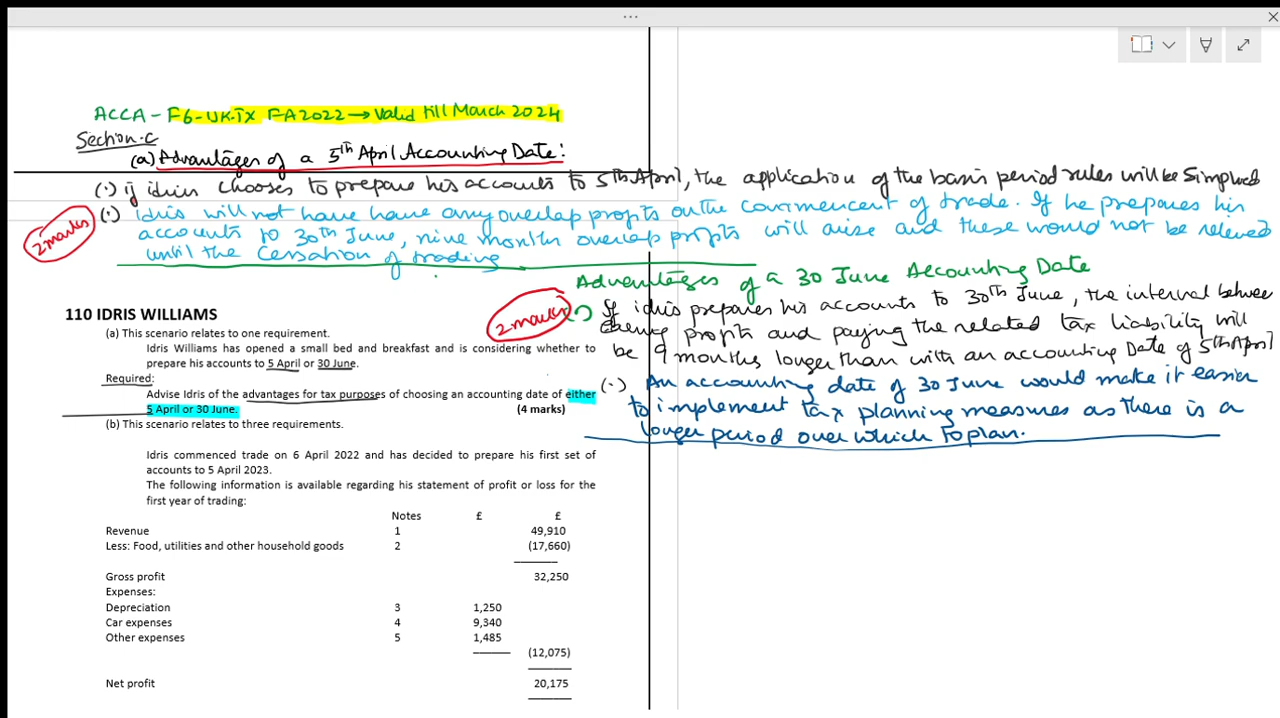 ACCA - F6-UK-TX FA2022 → Valid till March 2024
Section-C
(a) Advantages of a 5th April Accounting Date:
(·) if idris chooses to prepare his accounts to 5th April, the application of the basis period rules will be Simplified
(·) idris will not have have any overlap profits on the commencent of trade. If he prepares his
2 marks
accounts to 30th June, nine month overlap profits will arise and these would not be relieved
until the cessation of trading
Advantages of a 30 June Accounting Date
2 marks
(·) If idris prepares his accounts to 30th June, the interval between
profits and paying the related tax liability will
be 9 months longer than with an accounting Date of 5th April
(·) An accounting date of 30 June would make it easier
to implement tax planning measures as there is a
longer period over which to plan.
110 IDRIS WILLIAMS
(a) This scenario relates to one requirement.
Idris Williams has opened a small bed and breakfast and is considering whether to
prepare his accounts to 5 April or 30 June.
Required:
Advise Idris of the advantages for tax purposes of choosing an accounting date of either
5 April or 30 June. (4 marks)
(b) This scenario relates to three requirements.
Idris commenced trade on 6 April 2022 and has decided to prepare his first set of
accounts to 5 April 2023.
The following information is available regarding his statement of profit or loss for the
first year of trading:
Notes £ £
Revenue 1 49,910
Less: Food, utilities and other household goods 2 (17,660)
Gross profit 32,250
Expenses:
Depreciation 3 1,250
Car expenses 4 9,340
Other expenses 5 1,485
(12,075)
Net profit 20,175